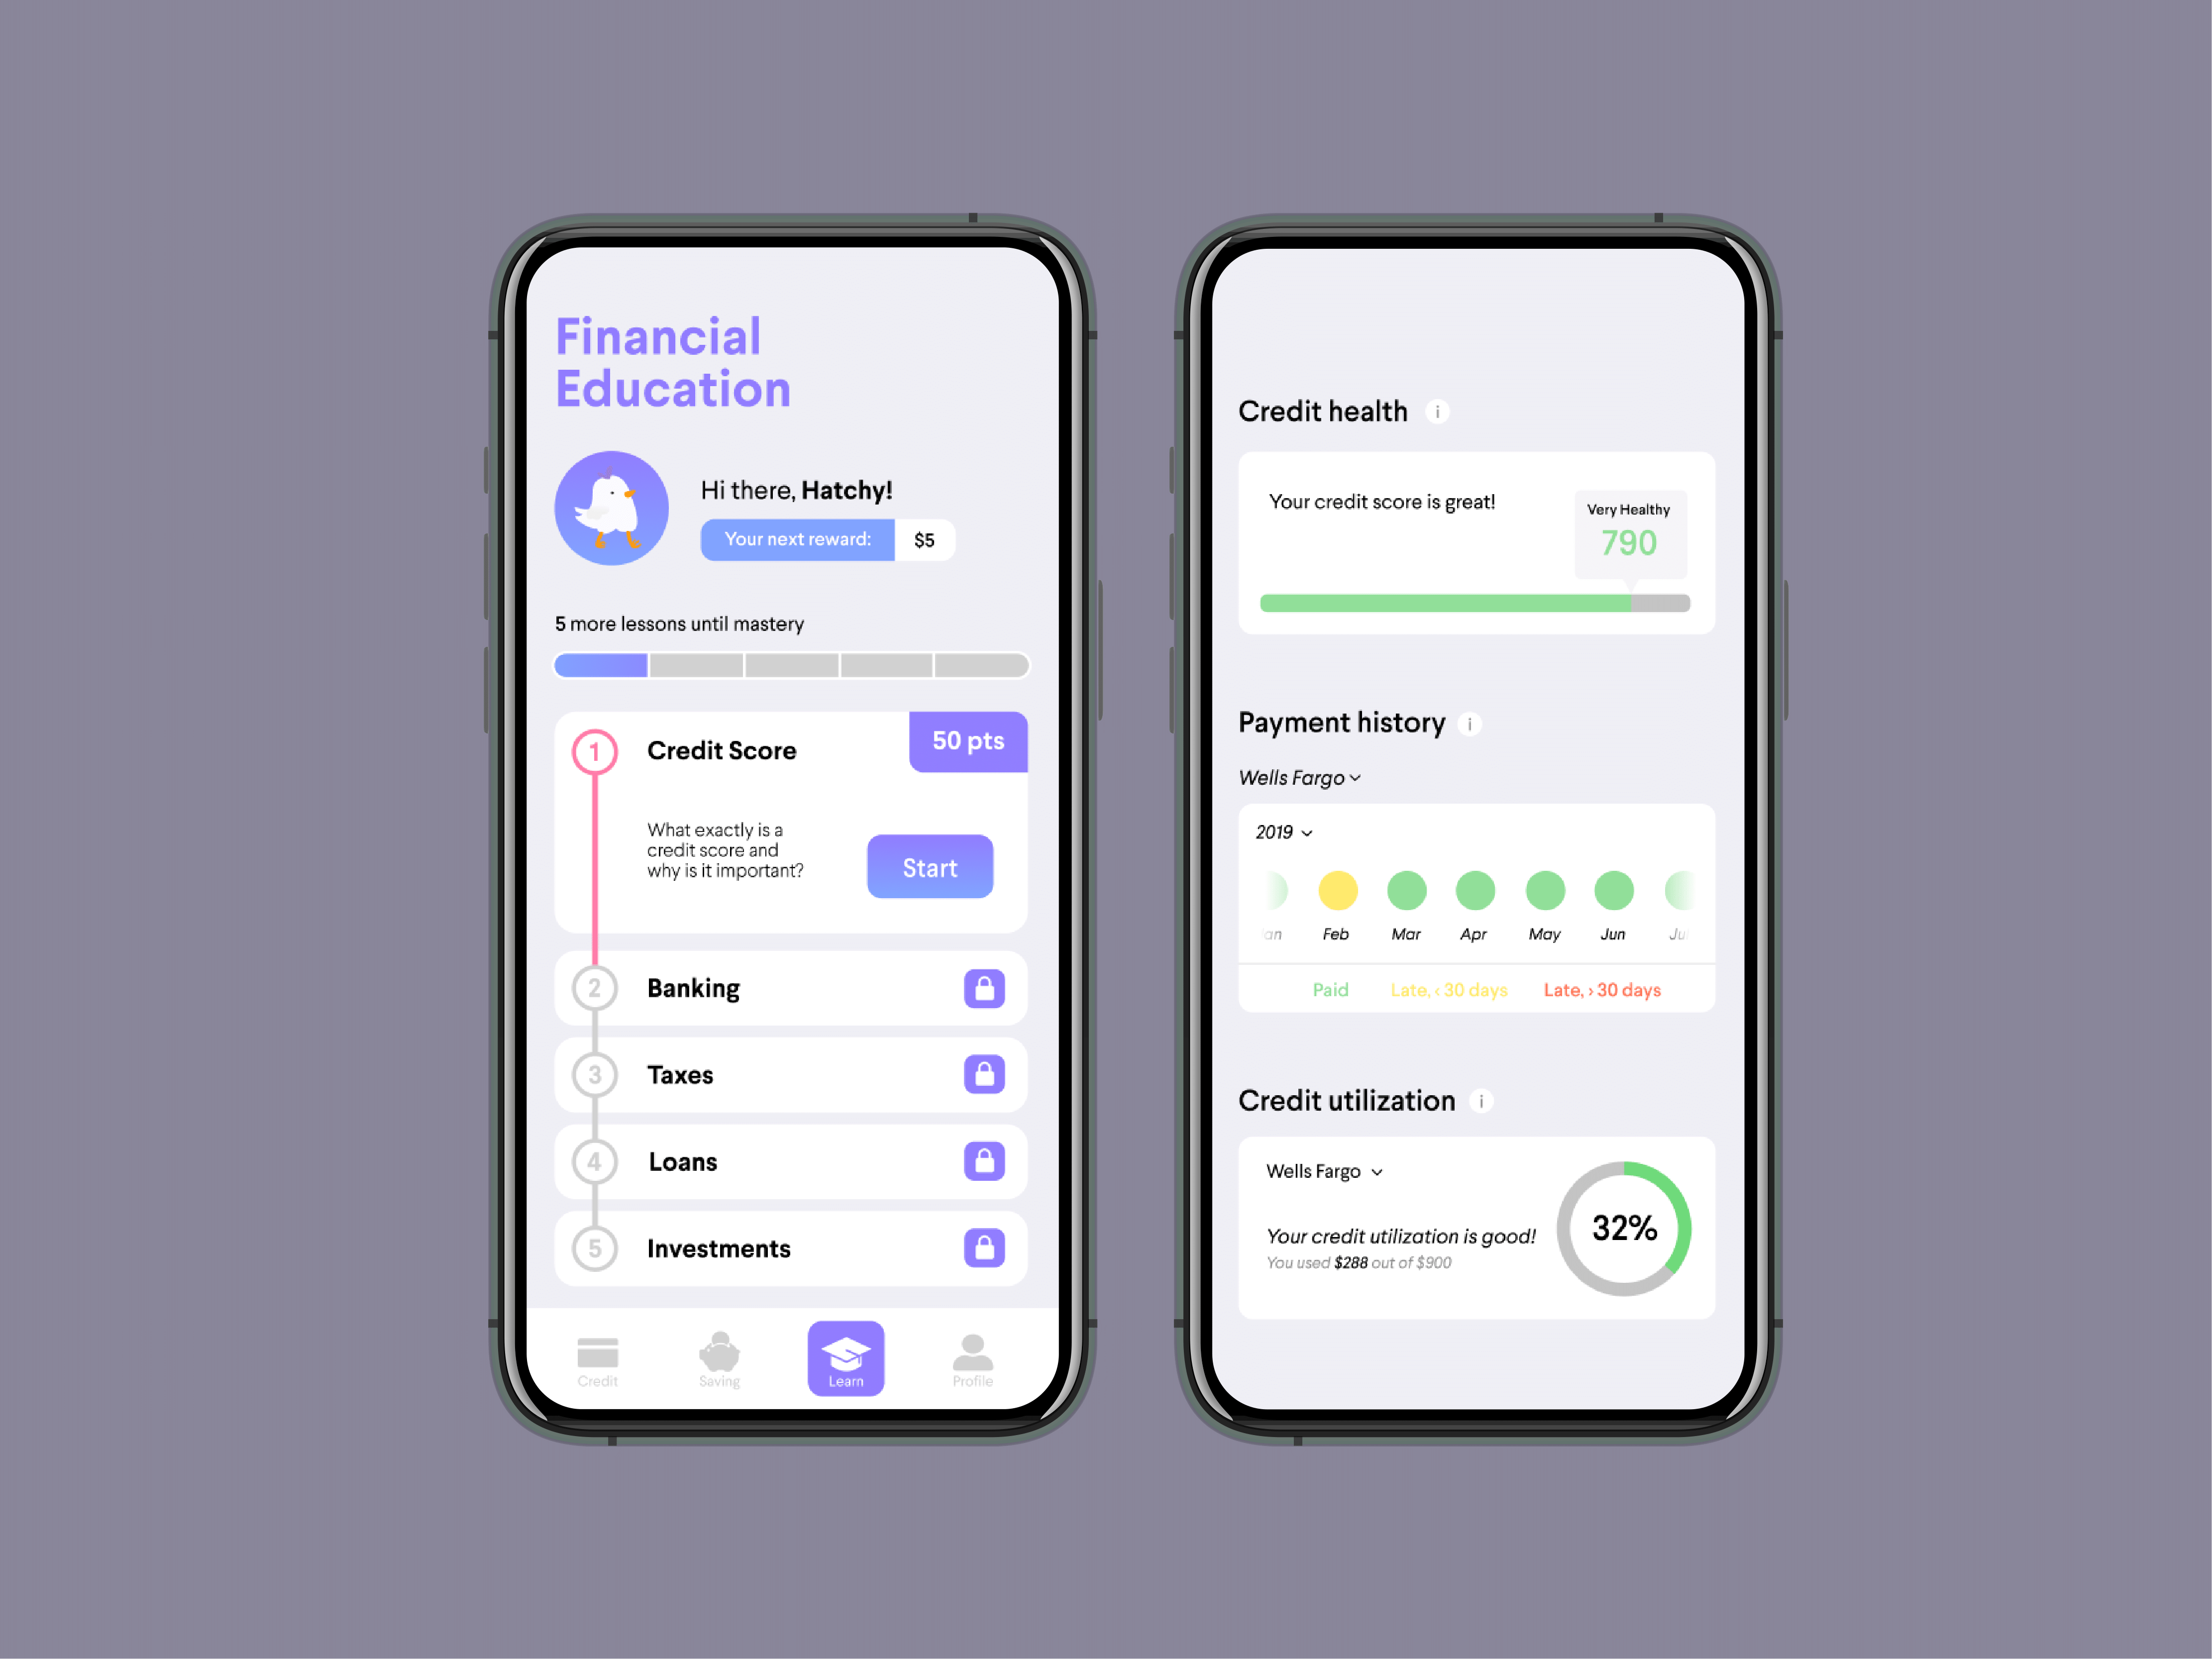 Financial
Education
Hi there, Hatchy!
Your next reward: $5
5 more lessons until mastery
1 Credit Score 50 pts
What exactly is a
credit score and
why is it important?
Start
2 Banking
3 Taxes
4 Loans
5 Investments
Credit Saving Learn Profile
Credit health i
Your credit score is great!
Very Healthy
790
Payment history i
Wells Fargo
2019
an Feb Mar Apr May Jun Ju
Paid Late, < 30 days Late, > 30 days
Credit utilization i
Wells Fargo
Your credit utilization is good!
You used $288 out of $900
32%